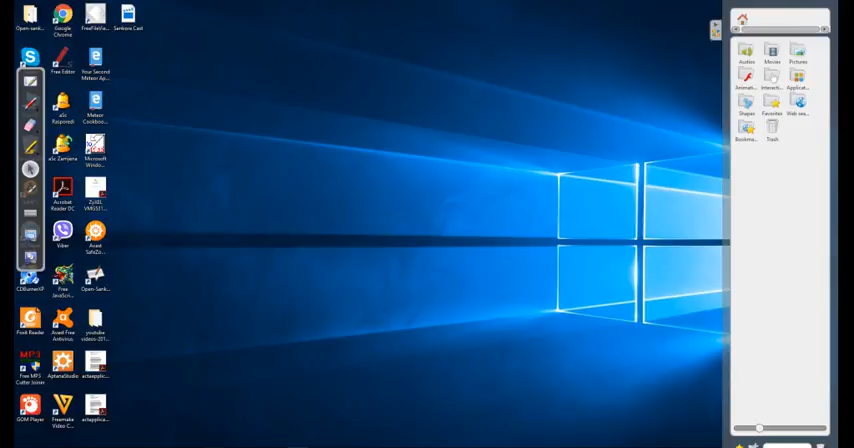 Open-sank...
Google
Chrome
FreeFileVie...
Sankore Cast
Free Editor
Your Second
Meteor Ap...
aSc
Rasporedi
Meteor
Cookboo...
aSc Zamjene
Microsoft
Windo...
Acrobat
Reader DC
ZyXEL
VMG531...
Viber
Avast
SafeZo...
CDBurnerXP
Free
JavaScri...
Open-Sank...
Foxit Reader
Avast Free
Antivirus
youtube
videos-201...
MP3
Free MP3
Cutter Joiner
AptanaStudio
actaapplic...
GOM Player
Freemake
Video C...
actapplica...
Audios
Movies
Pictures
Animati...
Interacti...
Applicat...
Shapes
Favorites
Web sea...
Bookma...
Trash